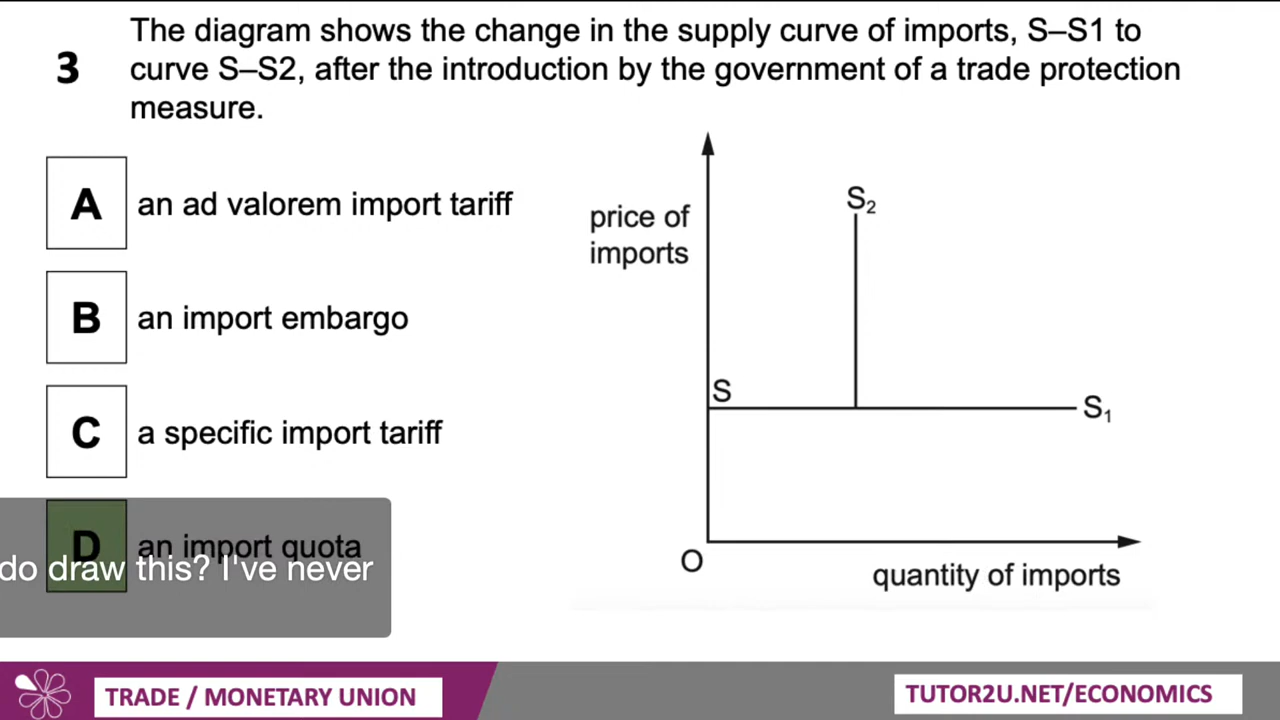 3
The diagram shows the change in the supply curve of imports, S–S1 to
curve S–S2, after the introduction by the government of a trade protection
measure.
A an ad valorem import tariff
B an import embargo
C a specific import tariff
D an import quota
do draw this? I've never
price of
imports
S2
S
S1
O
quantity of imports
TRADE / MONETARY UNION
TUTOR2U.NET/ECONOMICS